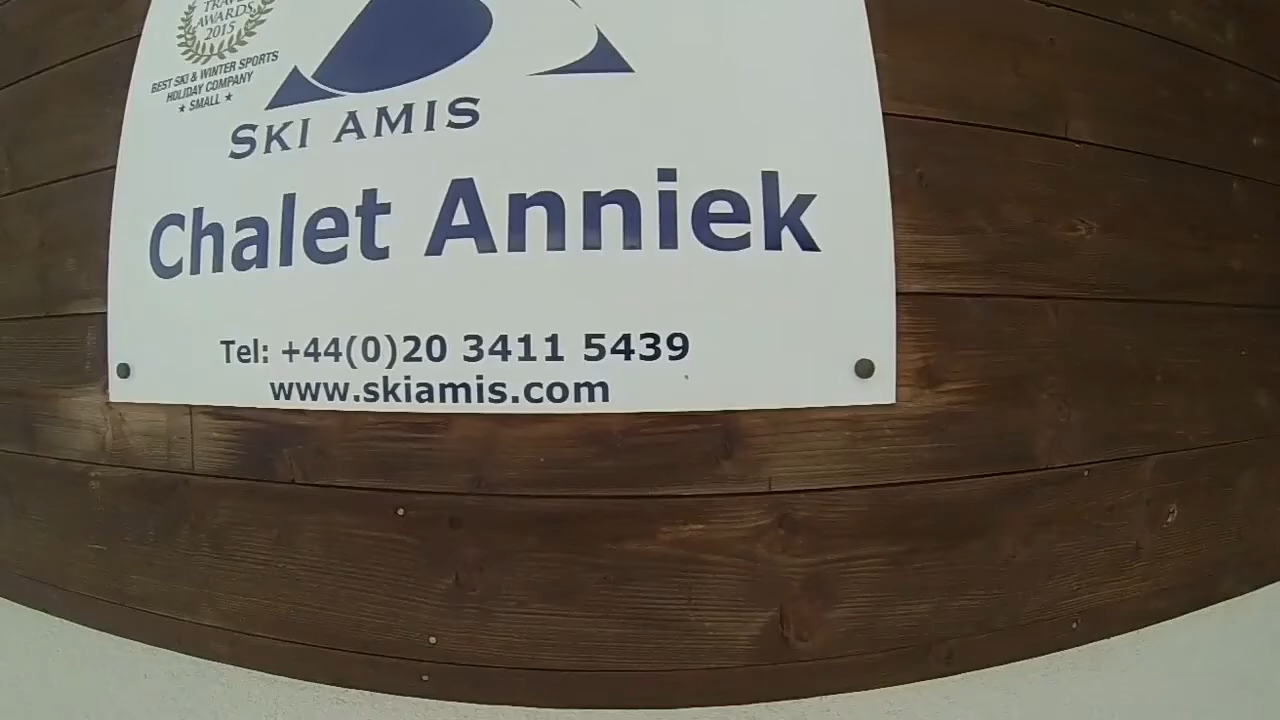 TRAVEL
AWARDS
2015
BEST SKI & WINTER SPORTS
HOLIDAY COMPANY
★ SMALL ★
SKI AMIS
Chalet Anniek
Tel: +44(0)20 3411 5439
www.skiamis.com